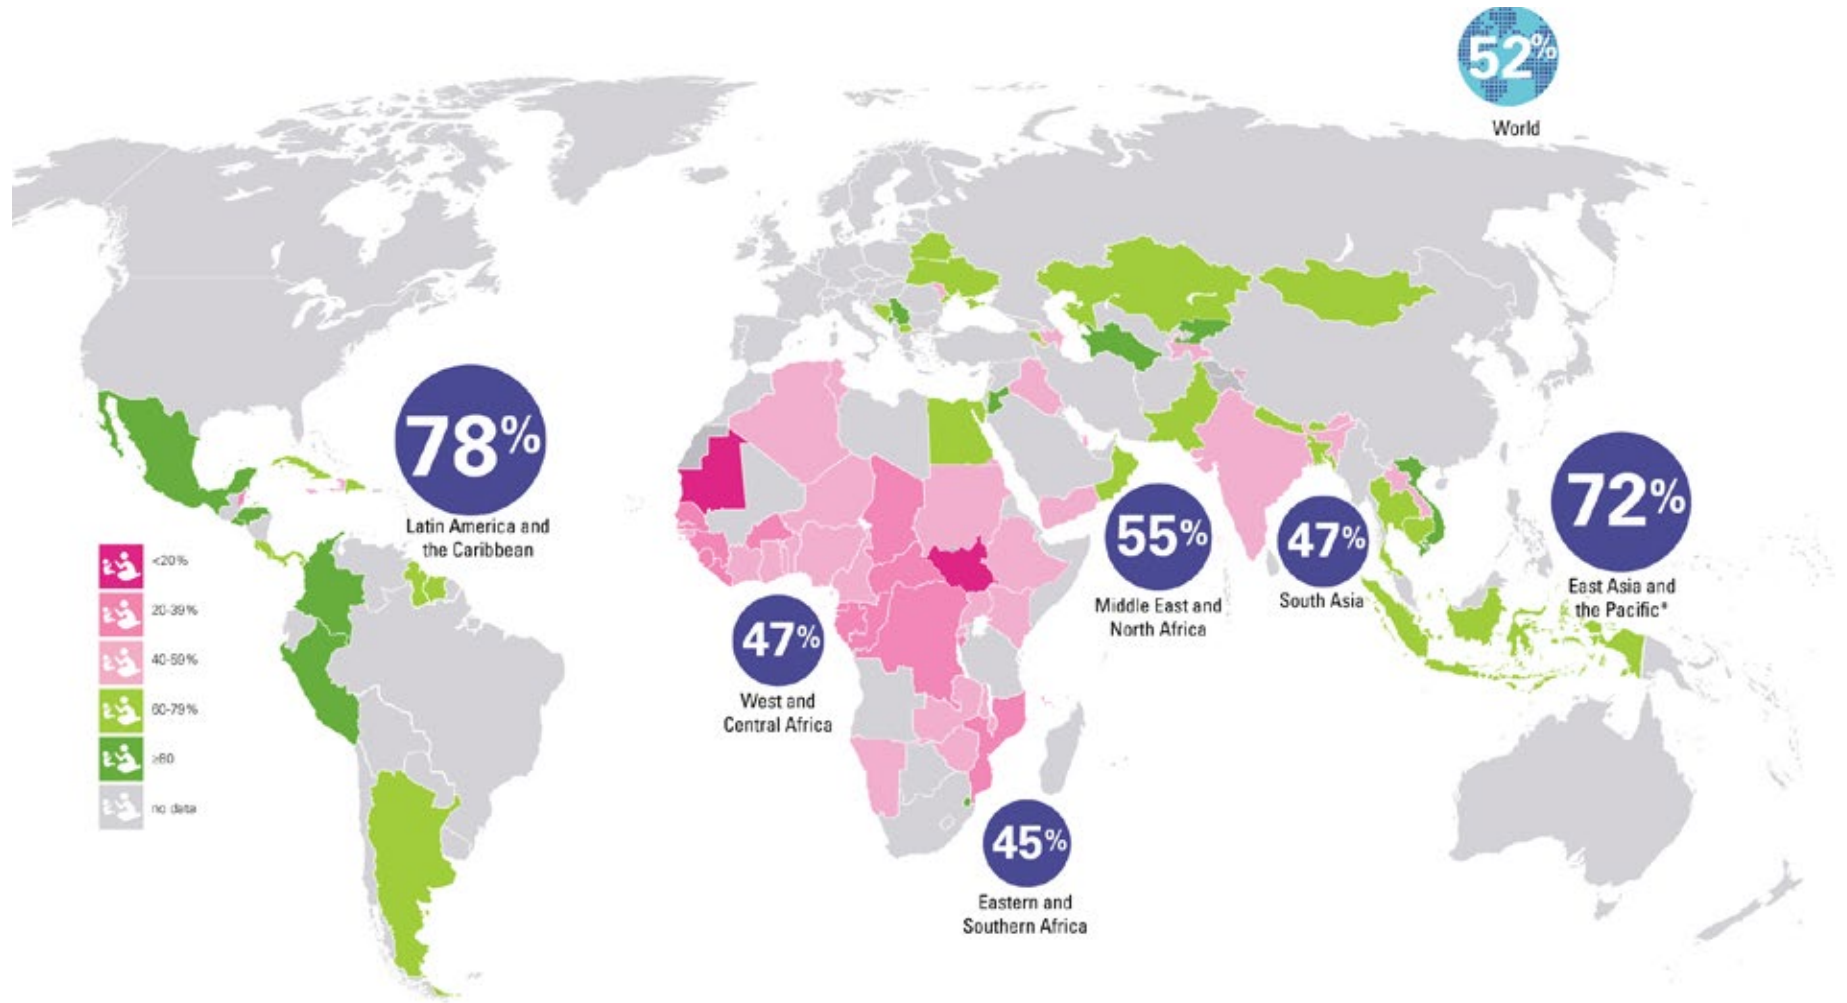 52%
World
78%
Latin America and
the Caribbean
<20%
20-39%
40-59%
60-79%
≥80
no data
47%
West and
Central Africa
55%
Middle East and
North Africa
47%
South Asia
72%
East Asia and
the Pacific*
45%
Eastern and
Southern Africa